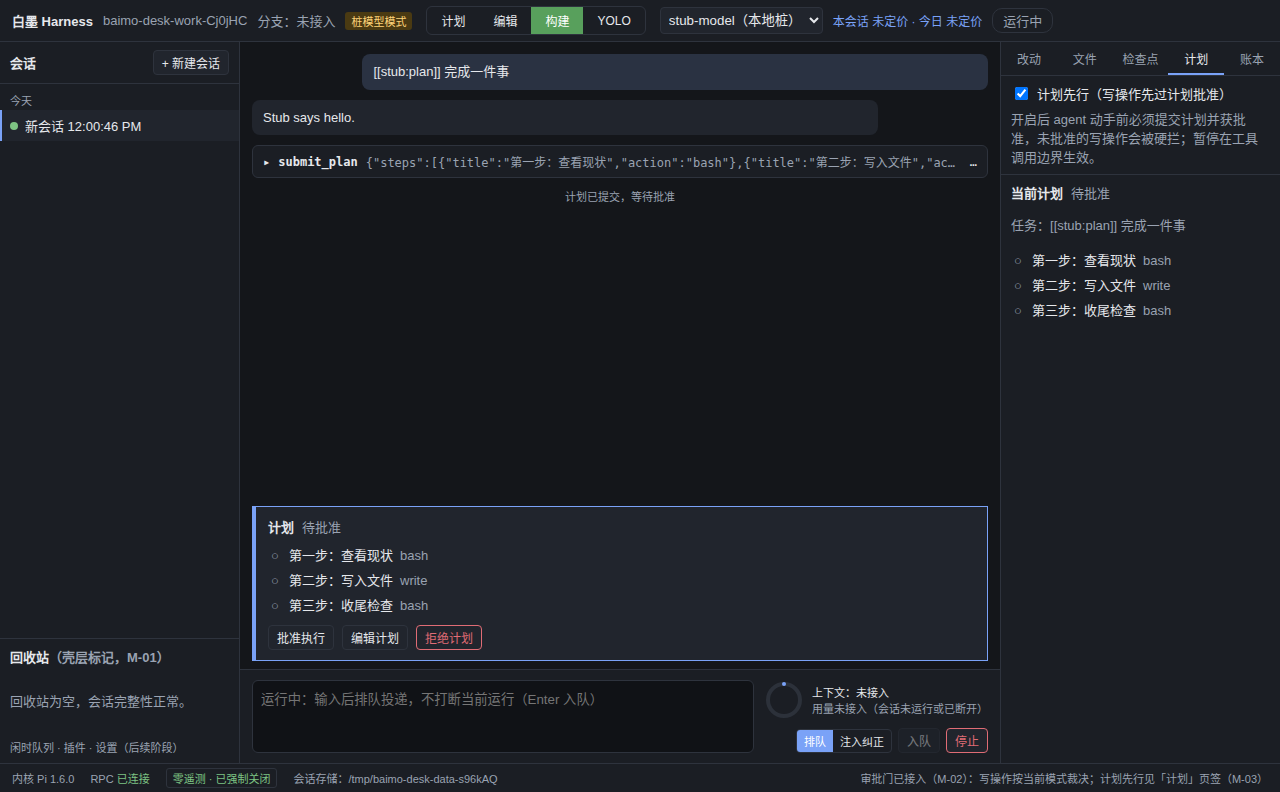 白墨 Harness baimo-desk-work-Cj0jHC 分支：未接入 桩模型模式 计划 编辑 构建 YOLO stub-model（本地桩） 本会话 未定价 · 今日 未定价 运行中
会话 + 新建会话
今天
新会话 12:00:46 PM
回收站（壳层标记，M-01）
回收站为空，会话完整性正常。
闲时队列 · 插件 · 设置（后续阶段）
[[stub:plan]] 完成一件事
Stub says hello.
▸ submit_plan {"steps":[{"title":"第一步：查看现状","action":"bash"},{"title":"第二步：写入文件","ac… …
计划已提交，等待批准
计划 待批准
○ 第一步：查看现状 bash
○ 第二步：写入文件 write
○ 第三步：收尾检查 bash
批准执行 编辑计划 拒绝计划
运行中：输入后排队投递，不打断当前运行（Enter 入队）
上下文：未接入
用量未接入（会话未运行或已断开）
排队 注入纠正 入队 停止
改动 文件 检查点 计划 账本
计划先行（写操作先过计划批准）
开启后 agent 动手前必须提交计划并获批
准，未批准的写操作会被硬拦；暂停在工具
调用边界生效。
当前计划 待批准
任务：[[stub:plan]] 完成一件事
○ 第一步：查看现状 bash
○ 第二步：写入文件 write
○ 第三步：收尾检查 bash
内核 Pi 1.6.0 RPC 已连接 零遥测 · 已强制关闭 会话存储：/tmp/baimo-desk-data-s96kAQ 审批门已接入（M-02）：写操作按当前模式裁决；计划先行见「计划」页签（M-03）